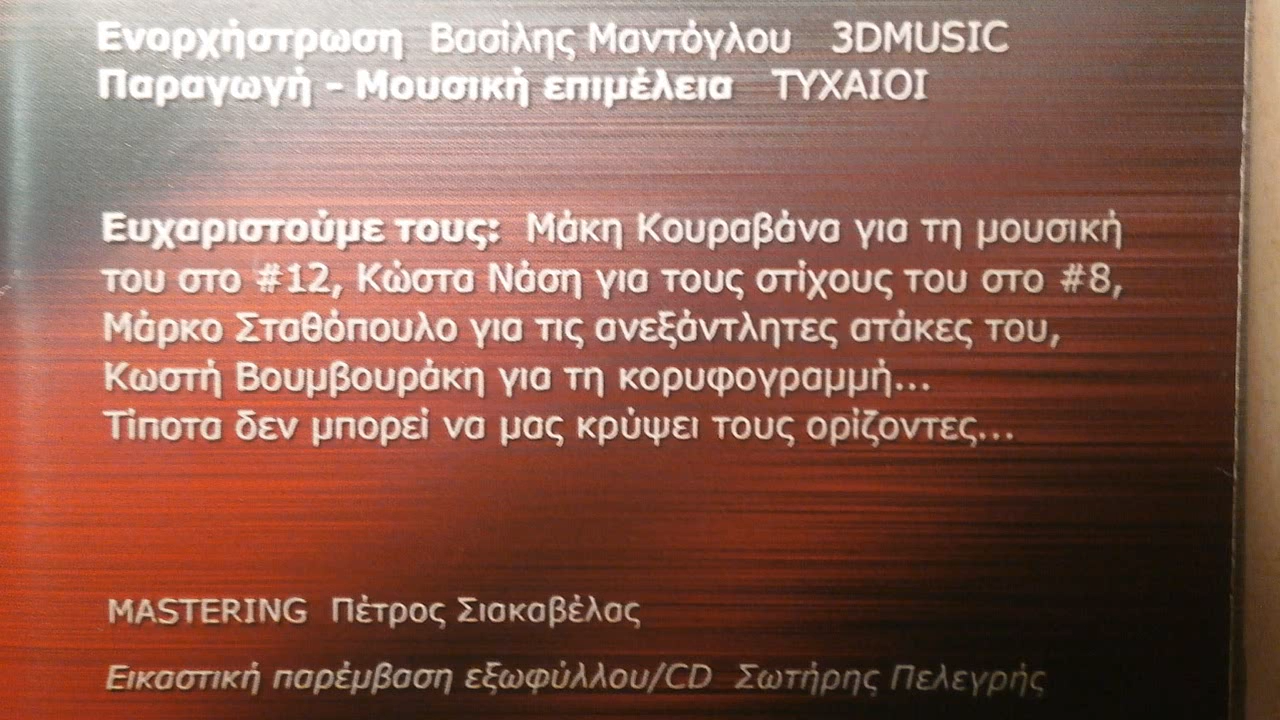 Εναρχήστρωση Βασίλης Μαντόγλου 3DMUSIC
Παραγωγή - Μουσική επιμέλεια ΤΥΧΑΙΟΙ
Ευχαριστούμε τους: Μάκη Κουραβάνα για τη μουσική
του στο #12, Κώστα Νάση για τους στίχους του στο #8,
Μάρκο Σταθόπουλο για τις ανεξάντλητες ατάκες του,
Κωστή Βουμβουράκη για τη κορυφογραμμή...
Τίποτα δεν μπορεί να μας κρύψει τους ορίζοντες...
MASTERING Πέτρος Σιακαβέλας
Εικαστική παρέμβαση εξωφύλλου/CD Σωτήρης Πελεγρής